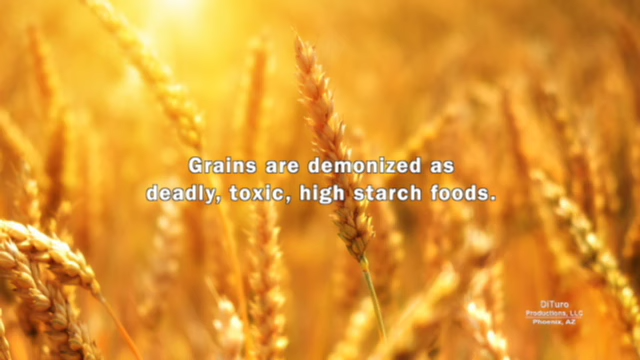 Grains are demonized as
deadly, toxic, high starch foods.
DiTuro
Productions, LLC
Phoenix, AZ